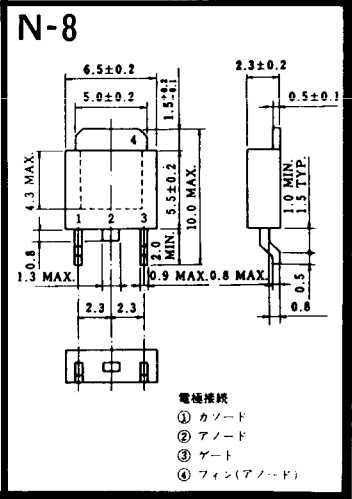 N-8
6.5±0.2
5.0±0.2
1.5+0.2 -0.1
2.3±0.2
0.5±0.1
4
4.3 MAX.
5.5±0.2
10.0 MAX.
1.0 MIN.
1.5 TYP.
1 2 3
0.8
2.0 MIN.
1.3 MAX.
0.9 MAX.
0.8 MAX.
0.5
0.8
2.3 2.3
電極接続
① カソード
② アノード
③ ゲート
④ フィン(アノード)